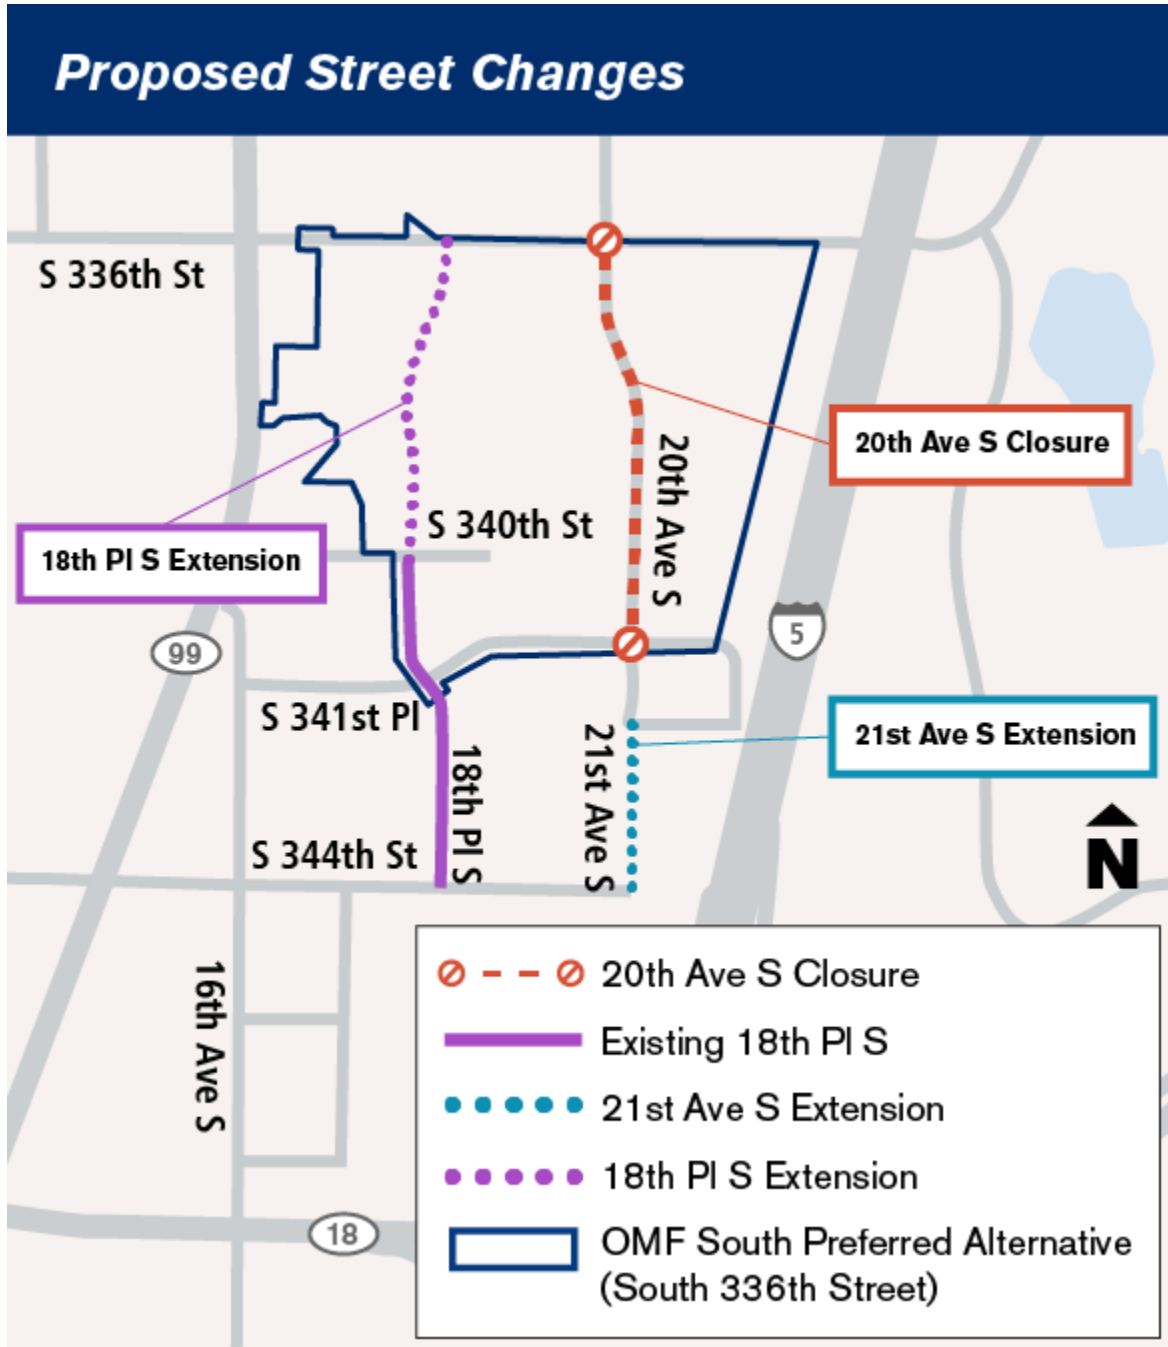 Proposed Street Changes
S 336th St
20th Ave S Closure
20th Ave S
S 340th St
18th Pl S Extension
5
99
S 341st Pl
21st Ave S Extension
21st Ave S
18th Pl S
S 344th St
N
16th Ave S
18
20th Ave S Closure
Existing 18th Pl S
21st Ave S Extension
18th Pl S Extension
OMF South Preferred Alternative
(South 336th Street)